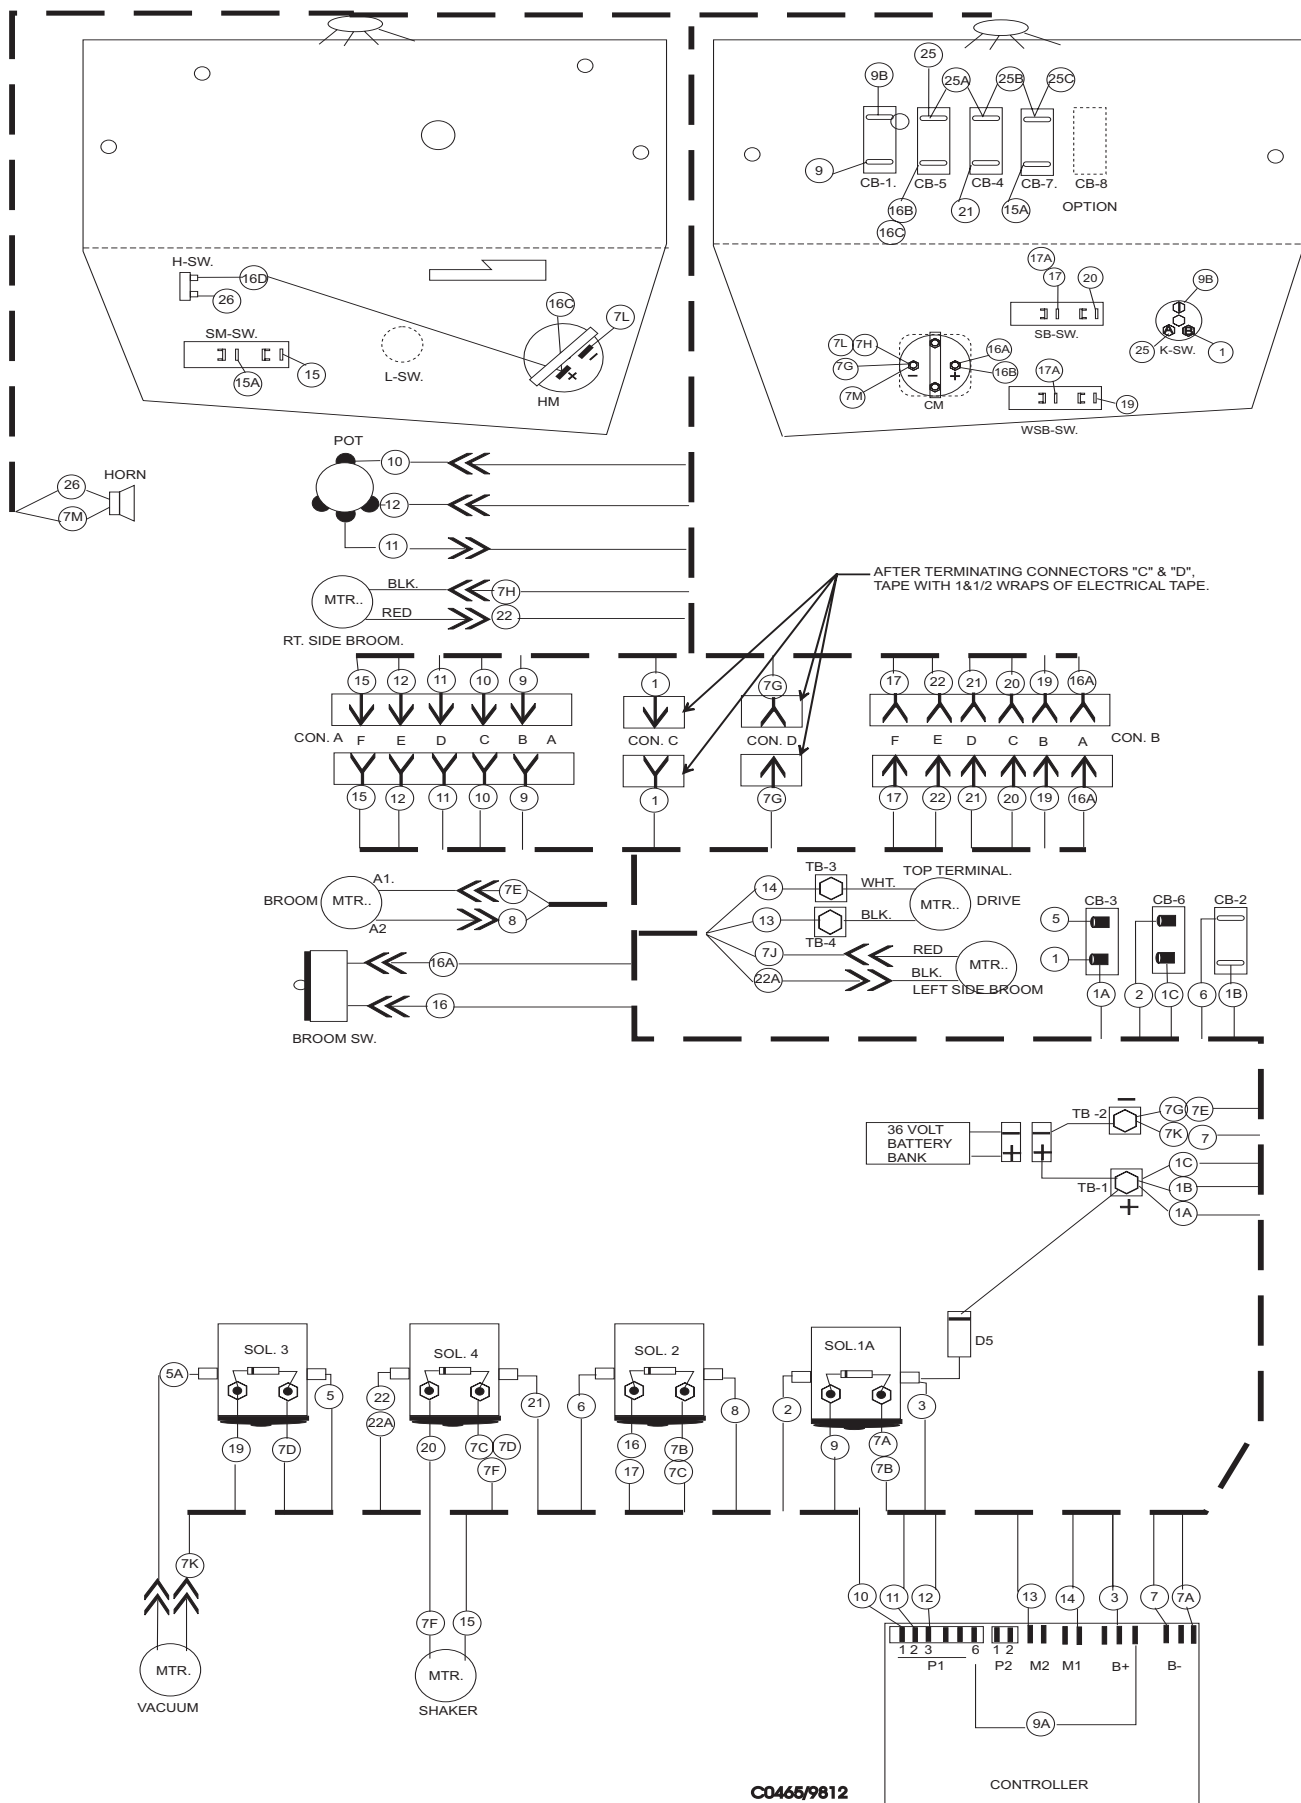 25
9B 25A 25B 25C
9
CB-1. CB-5 CB-4 CB-7. CB-8
16B 21 15A OPTION
16C
H-SW.
16D
26
SM-SW.
15A 15
L-SW.
16C 7L
+ −
HM
17A
17 20
SB-SW.
9B
A B
25 K-SW. 1
7L 7H 16A
7G − + 16B
7M CM
17A
19
WSB-SW.
26 HORN
7M
POT
10
12
11
MTR.. BLK. 7H
RED 22
RT. SIDE BROOM.
AFTER TERMINATING CONNECTORS "C" & "D",
TAPE WITH 1&1/2 WRAPS OF ELECTRICAL TAPE.
15 12 11 10 9 1 7G 17 22 21 20 19 16A
CON. A F E D C B A CON. C CON. D F E D C B A CON. B
15 12 11 10 9 1 7G 17 22 21 20 19 16A
BROOM MTR.. A1. 7E
A2 8
16A
16
BROOM SW.
TB-3 TOP TERMINAL.
14 WHT. MTR.. DRIVE
13 BLK.
TB-4
7J RED MTR..
22A BLK.
LEFT SIDE BROOM
CB-3 CB-6 CB-2
5
1
1A 2 1C 6 1B
36 VOLT
BATTERY
BANK
− +
− +
TB -2 − 7G 7E
7K 7
TB-1 + 1C
1B
1A
D5
SOL. 3
5A 5
19 7D
SOL. 4
22 21
22A
20 7C 7D
7F
SOL. 2
6 8
16 7B
17 7C
SOL.1A
2 3
9 7A
7B
7K
MTR.
VACUUM
7F 15
MTR.
SHAKER
10 11 12 13 14 3 7 7A
1 2 3 6 1 2
P1 P2 M2 M1 B+ B-
9A
CONTROLLER
C0465/9812